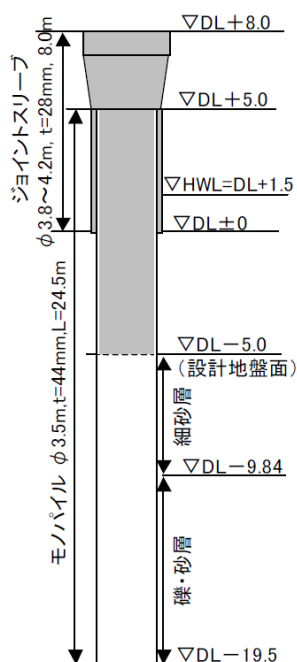 ▽DL+8.0
ジョイントスリーブ
φ3.8～4.2m, t=28mm, 8.0m
▽DL+5.0
▽HWL=DL+1.5
▽DL±0
モノパイル φ3.5m,t=44mm,L=24.5m
▽DL－5.0
(設計地盤面)
細砂層
▽DL－9.84
礫・砂層
▽DL－19.5